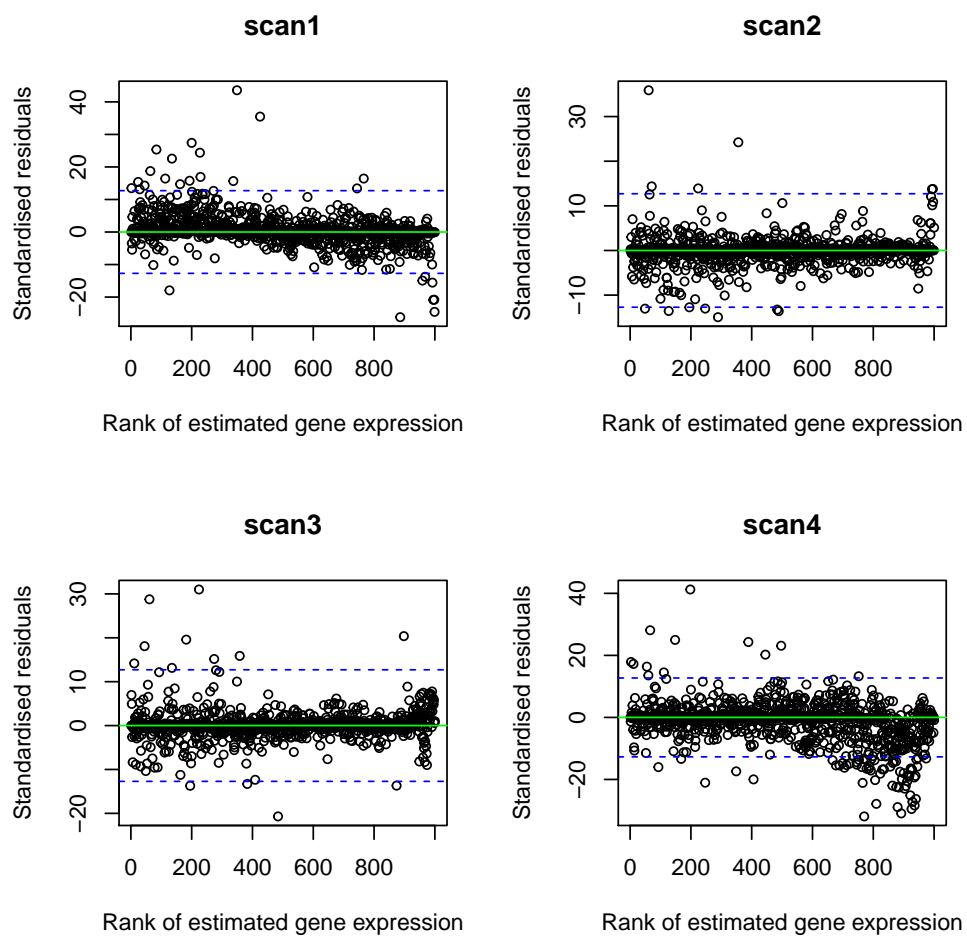 scan1
Standardised residuals
40
20
0
−20
0 200 400 600 800
Rank of estimated gene expression
scan2
Standardised residuals
30
10
−10
0 200 400 600 800
Rank of estimated gene expression
scan3
Standardised residuals
30
10
0
−20
0 200 400 600 800
Rank of estimated gene expression
scan4
Standardised residuals
40
20
0
−20
0 200 400 600 800
Rank of estimated gene expression